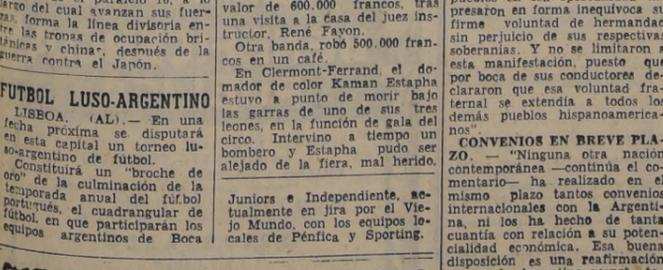 argo del cual avanzan sus fuer
zas, forma la línea divisoria en-
tre las tropas de ocupación bri-
tánicas y chinas, después de la
guerra contra el Japón.
FUTBOL LUSO-ARGENTINO
LISBOA, (AL).— En una
fecha próxima se disputará
en esta capital un torneo lu-
so-argentino de fútbol.
Constituirá un "broche de
oro" de la culminación de la
temporada anual del fútbol
portugués, el cuadrangular de
fútbol, en que participarán los
equipos argentinos de Boca
valor de 600.000 francos, tras
una visita a la casa del juez ins-
tructor, René Fayon.
Otra banda, robó 500.000 fran-
cos en un café.
En Clermont-Ferrand, el do-
mador de color Kaman Estapha
estuvo a punto de morir bajo
las garras de uno de sus tres
leones, en la función de gala del
circo. Intervino a tiempo un
bombero y Estapha pudo ser
alejado de la fiera, mal herido.
Juniors e Independiente, ac-
tualmente en jira por el Vie-
jo Mundo, con los equipos lo-
cales de Pénfica y Sporting.
presaron en forma inequívoca su
firme voluntad de hermandad
sin perjuicio de sus respectivas
soberanías. Y no se limitaron a
esta manifestación, puesto que
por boca de sus conductores de-
clararon que esa voluntad fra-
ternal se extendía a todos los
demás pueblos hispanoamerica-
nos".
CONVENIOS EN BREVE PLA-
ZO. — "Ninguna otra nación
contemporánea —continúa el co-
mentario— ha realizado en el
mismo plazo tantos convenios
internacionales con la Argenti-
na, ni los ha hecho de tanta
cuantía con relación a su poten-
cialidad económica. Esa buena
disposición es una reafirmación